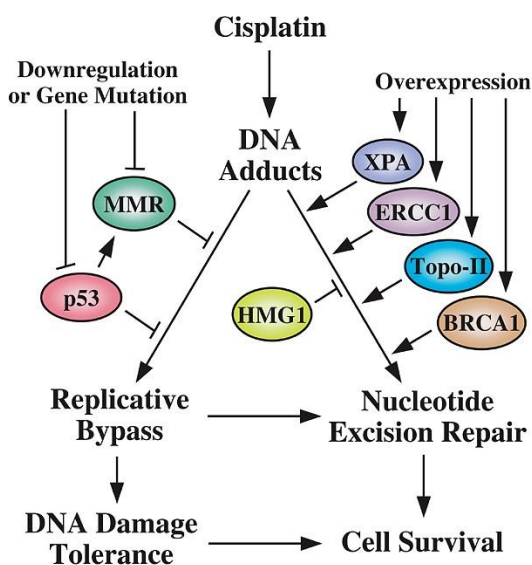 Cisplatin
Downregulation
or Gene Mutation
Overexpression
DNA
Adducts
XPA
MMR
ERCC1
Topo-II
p53
HMG1
BRCA1
Replicative
Bypass
Nucleotide
Excision Repair
DNA Damage
Tolerance
Cell Survival